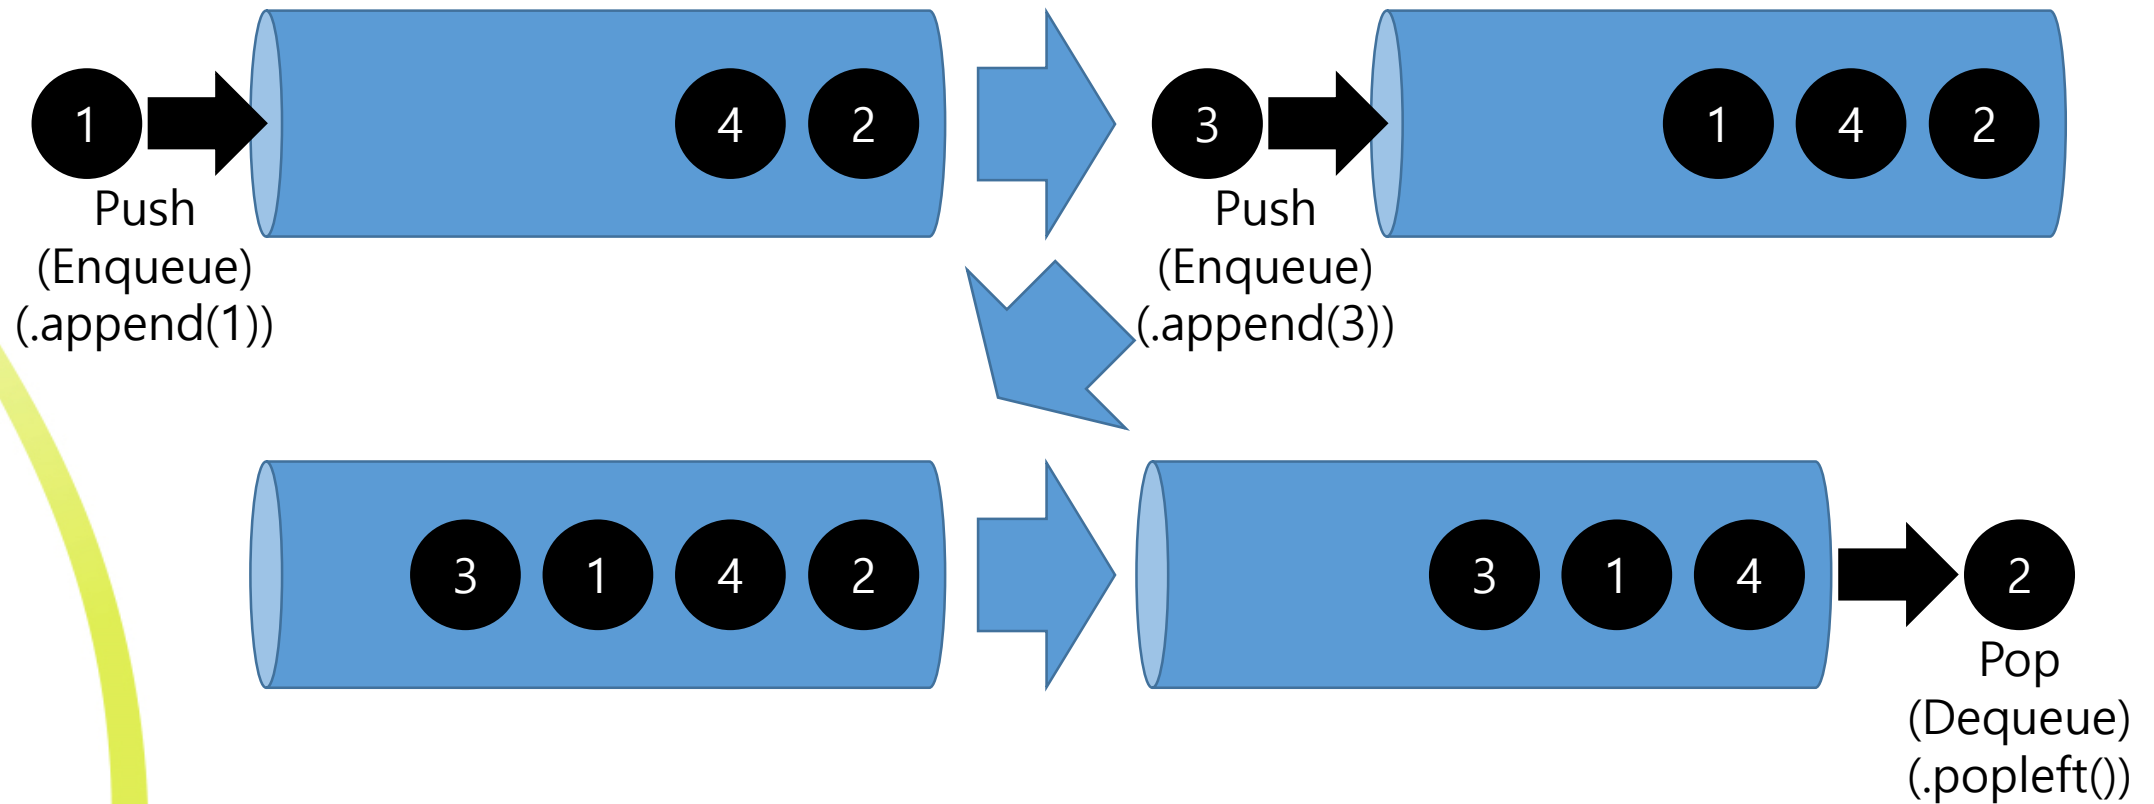 1
4 2
Push
(Enqueue)
(.append(1))
3
1 4 2
Push
(Enqueue)
(.append(3))
3 1 4 2
3 1 4
2
Pop
(Dequeue)
(.popleft())